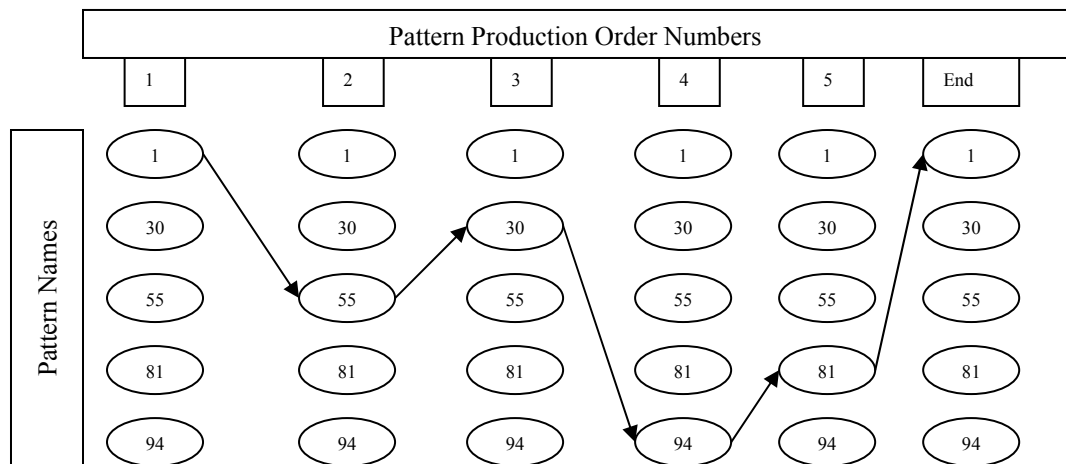 Pattern Production Order Numbers
1 2 3 4 5 End
Pattern Names
1 1 1 1 1 1
30 30 30 30 30 30
55 55 55 55 55 55
81 81 81 81 81 81
94 94 94 94 94 94